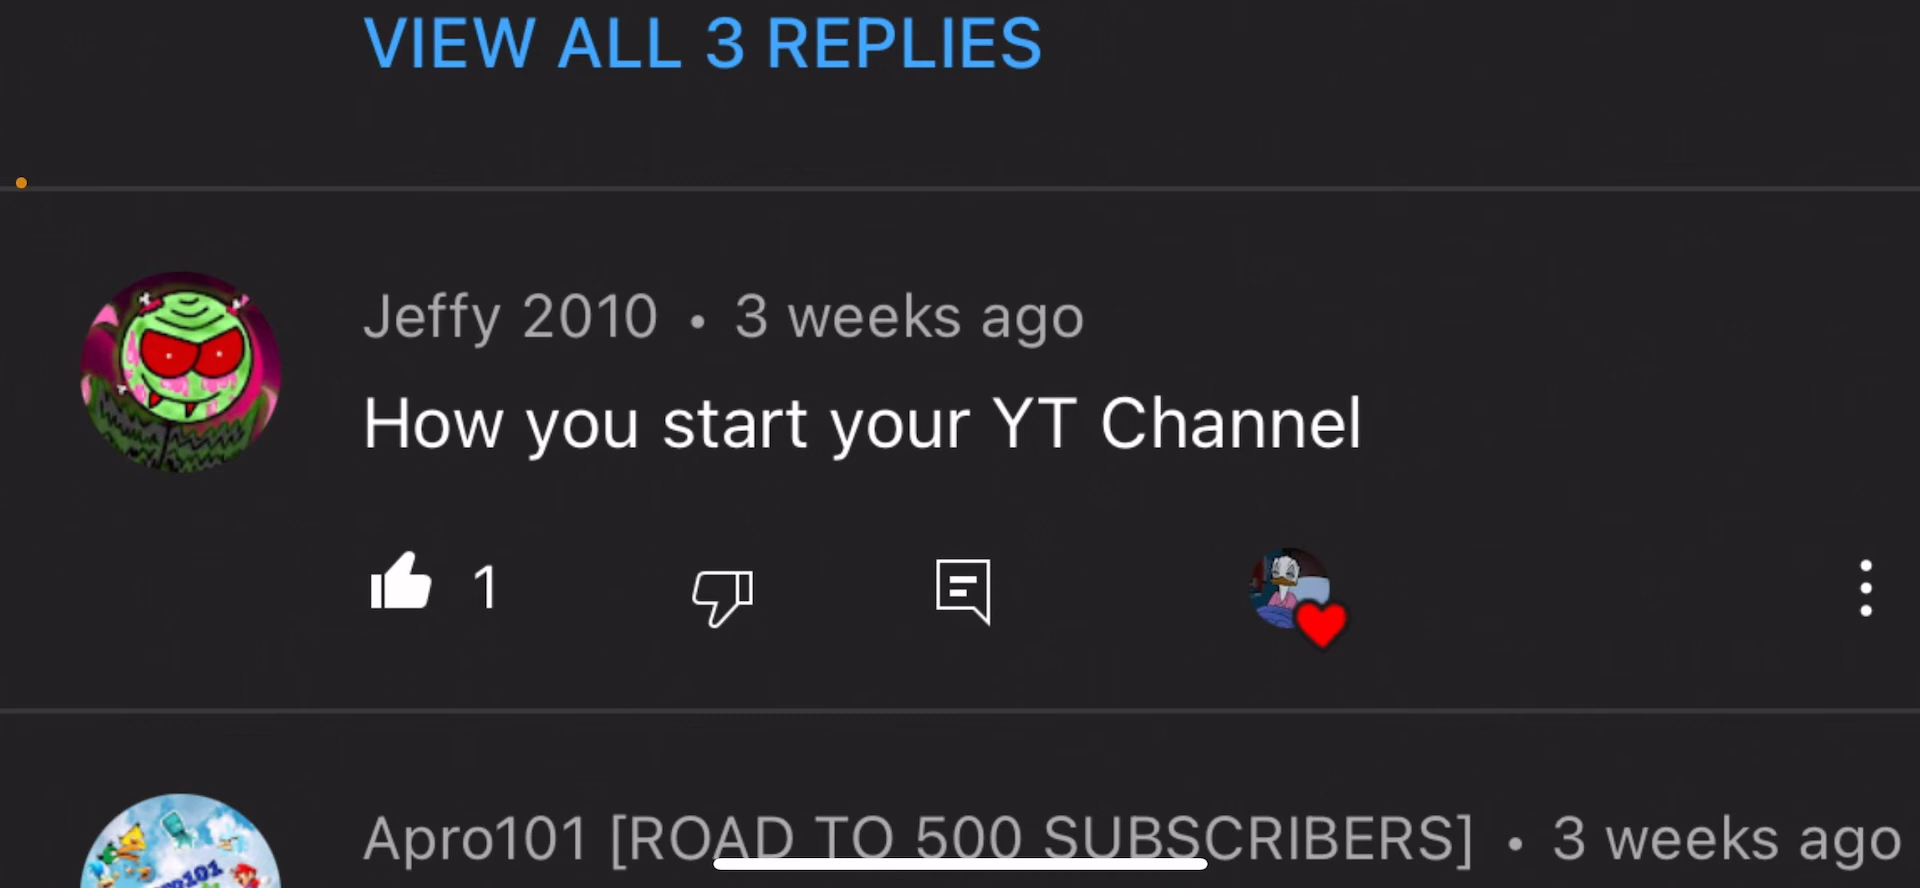 VIEW ALL 3 REPLIES
Jeffy 2010 • 3 weeks ago
How you start your YT Channel
1
Apro101 [ROAD TO 500 SUBSCRIBERS] • 3 weeks ago